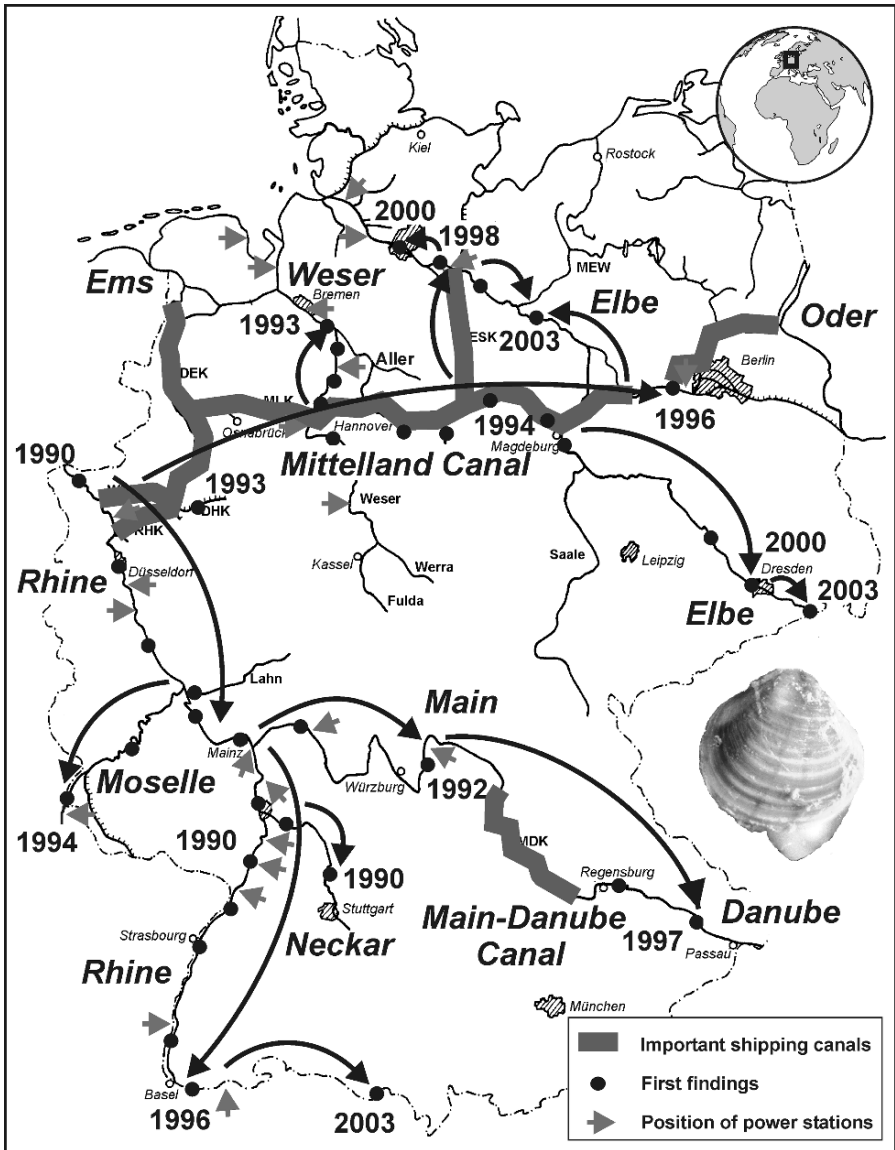 Kiel
Rostock
2000
1998
MEW
Weser
Ems
Bremen
1993
Elbe
Oder
2003
ESK
Aller
DEK
Berlin
MLK
1996
Hannover
1994
Magdeburg
1990
Mittelland Canal
1993
Weser
DHK
RHK
Saale
2000
Leipzig
Dresden
Kassel
Düsseldorf
Rhine
Werra
2003
Fulda
Elbe
Lahn
Main
Mainz
Moselle
Würzburg
1992
1994
1990
MDK
1990
Regensburg
Stuttgart
Main-Danube
Canal
Danube
Strasbourg
Neckar
1997
Passau
Rhine
München
Important shipping canals
Basel
First findings
1996
2003
Position of power stations